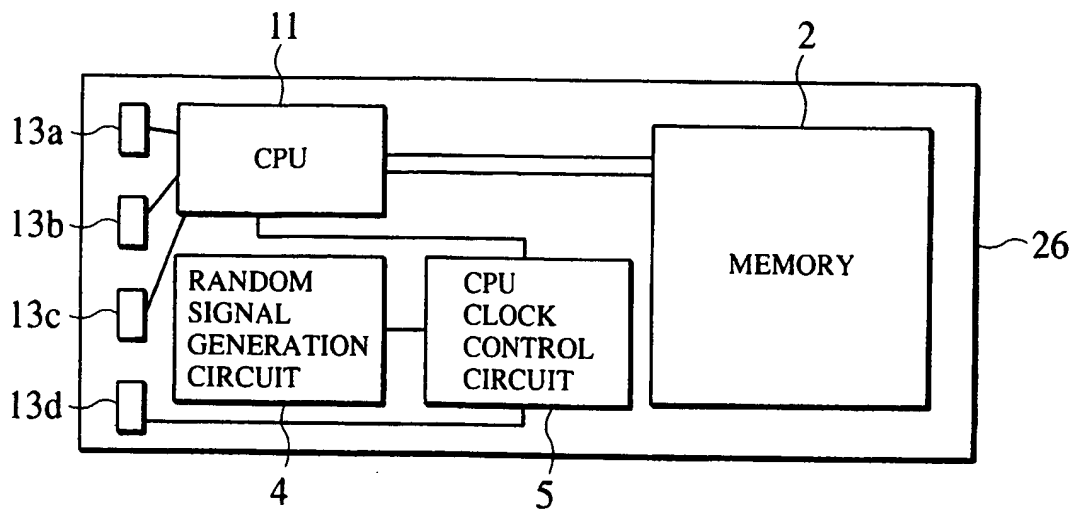 11
2
13a
CPU
13b
MEMORY
26
RANDOM
SIGNAL
GENERATION
CIRCUIT
CPU
CLOCK
CONTROL
CIRCUIT
13c
13d
4
5